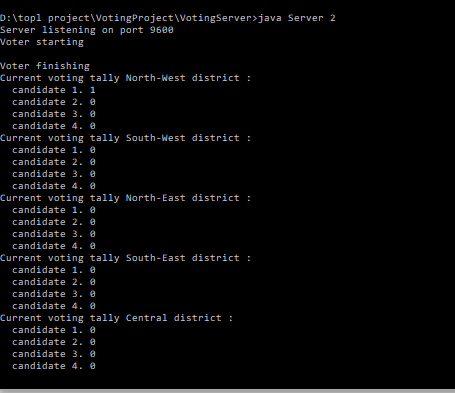 D:\topl project\VotingProject\VotingServer>java Server 2
Server listening on port 9600
Voter starting
Voter finishing
Current voting tally North-West district :
candidate 1. 1
candidate 2. 0
candidate 3. 0
candidate 4. 0
Current voting tally South-West district :
candidate 1. 0
candidate 2. 0
candidate 3. 0
candidate 4. 0
Current voting tally North-East district :
candidate 1. 0
candidate 2. 0
candidate 3. 0
candidate 4. 0
Current voting tally South-East district :
candidate 1. 0
candidate 2. 0
candidate 3. 0
candidate 4. 0
Current voting tally Central district :
candidate 1. 0
candidate 2. 0
candidate 3. 0
candidate 4. 0